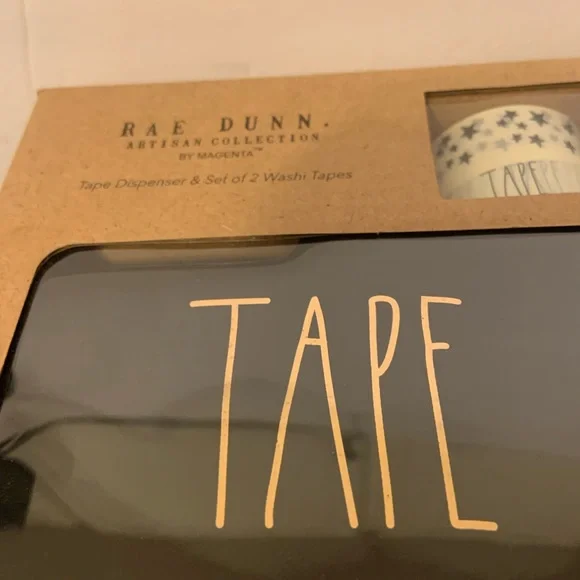 RAE DUNN.
ARTISAN COLLECTION
BY MAGENTA™
Tape Dispenser & Set of 2 Washi Tapes
TAPE
TAPE